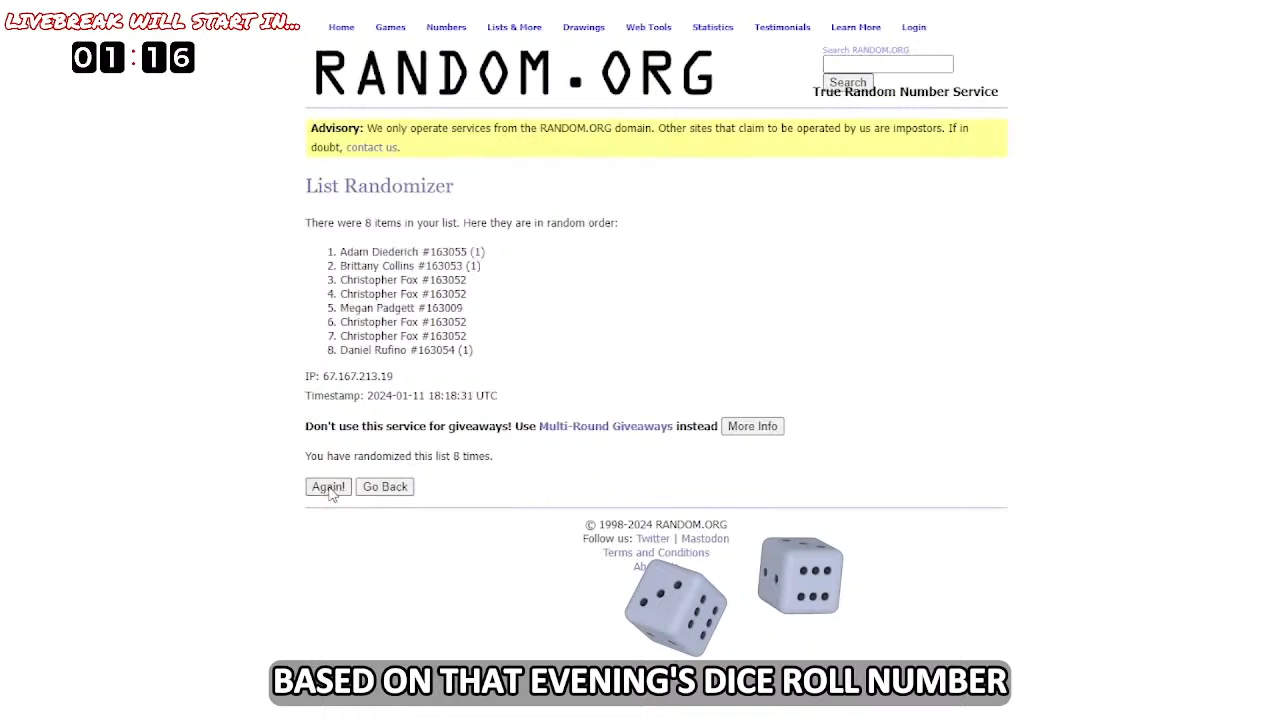 LIVEBREAK WILL START IN...
01:16
Home Games Numbers Lists & More Drawings Web Tools Statistics Testimonials Learn More Login
RANDOM.ORG
Search RANDOM.ORG
Search
True Random Number Service
Advisory: We only operate services from the RANDOM.ORG domain. Other sites that claim to be operated by us are impostors. If in
doubt, contact us.
List Randomizer
There were 8 items in your list. Here they are in random order:
1. Adam Diederich #163055 (1)
2. Brittany Collins #163053 (1)
3. Christopher Fox #163052
4. Christopher Fox #163052
5. Megan Padgett #163009
6. Christopher Fox #163052
7. Christopher Fox #163052
8. Daniel Rufino #163054 (1)
IP: 67.167.213.19
Timestamp: 2024-01-11 18:18:31 UTC
Don't use this service for giveaways! Use Multi-Round Giveaways instead More Info
You have randomized this list 8 times.
Again! Go Back
© 1998-2024 RANDOM.ORG
Follow us: Twitter | Mastodon
Terms and Conditions
BASED ON THAT EVENING'S DICE ROLL NUMBER